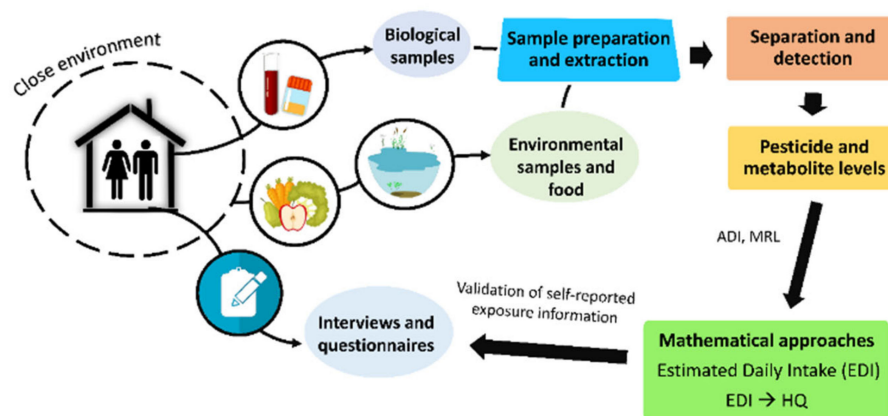 Close environment
Biological
samples
Sample preparation
and extraction
Separation and
detection
Environmental
samples and
food
Pesticide and
metabolite levels
ADI, MRL
Validation of self-reported
exposure information
Interviews and
questionnaires
Mathematical approaches
Estimated Daily Intake (EDI)
EDI → HQ